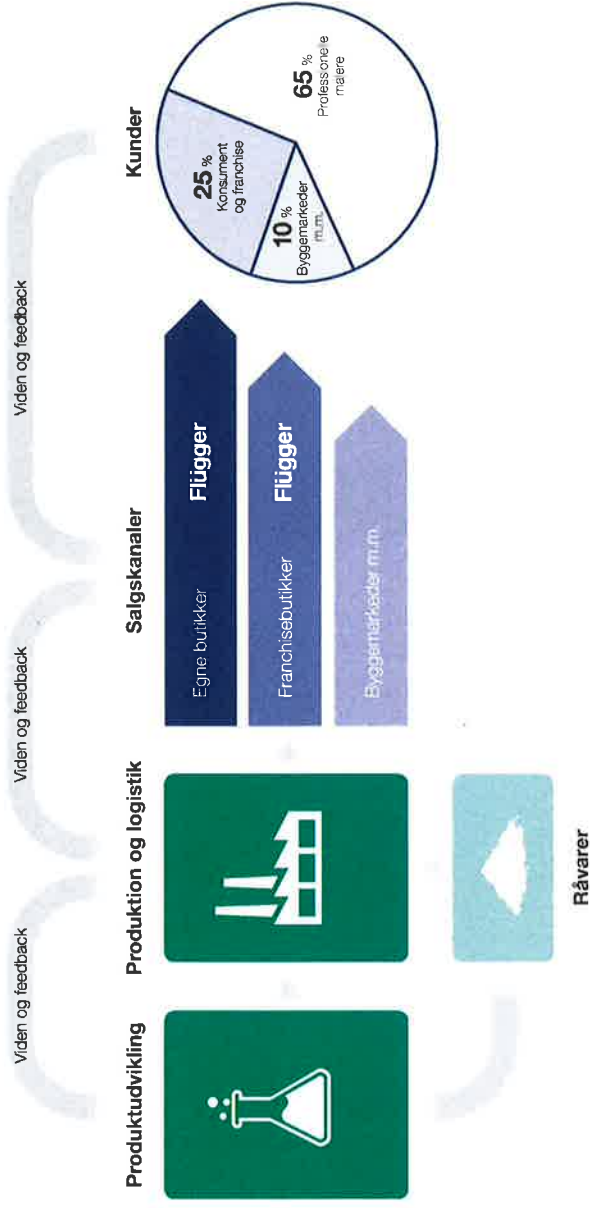 Viden og feedback
Viden og feedback
Viden og feedback
Produktudvikling
Produktion og logistik
Salgskanaler
Kunder
Egne butikker
Flügger
Franchisebutikker
Flügger
Byggemarkeder m.m.
25 %
Konsument
og franchise
10 %
Byggemarkeder
m.m.
65 %
Professionelle
malere
Råvarer